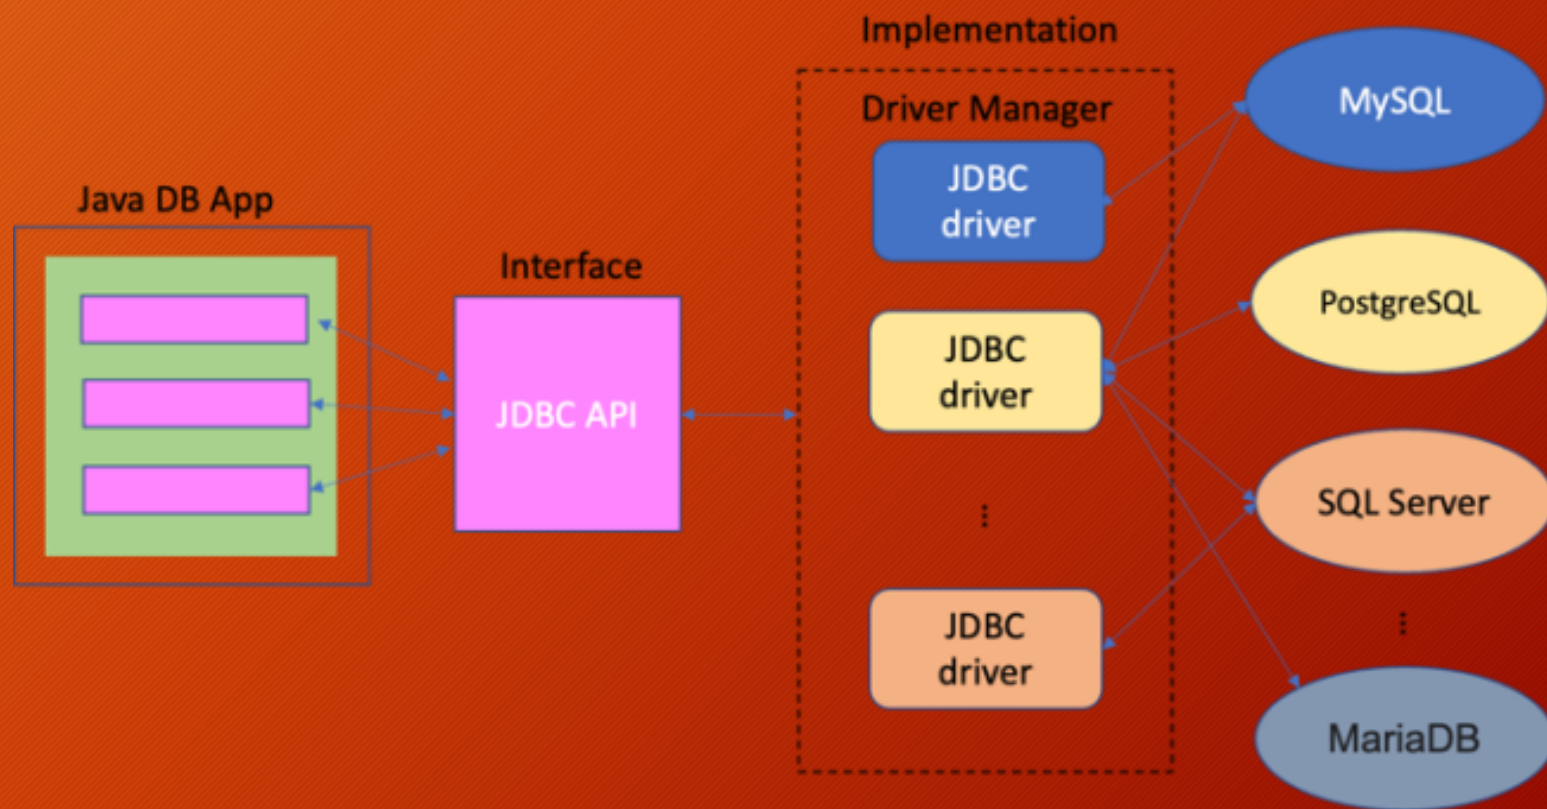 Java DB App
Interface
JDBC API
Implementation
Driver Manager
JDBC
driver
JDBC
driver
⋮
JDBC
driver
MySQL
PostgreSQL
SQL Server
⋮
MariaDB